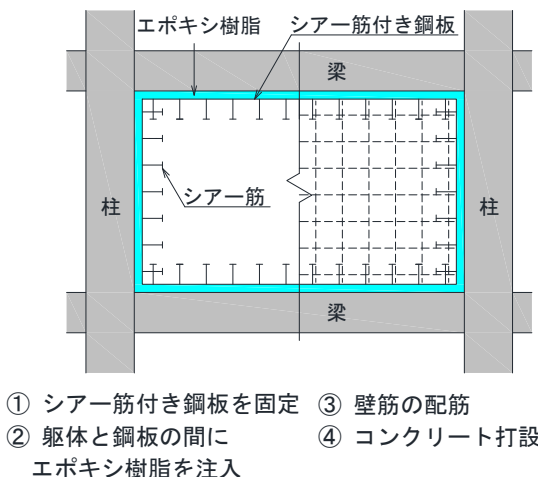 エポキシ樹脂 シアー筋付き鋼板
梁
シアー筋
柱 柱
梁
① シアー筋付き鋼板を固定 ③ 壁筋の配筋
② 躯体と鋼板の間に ④ コンクリート打設
エポキシ樹脂を注入